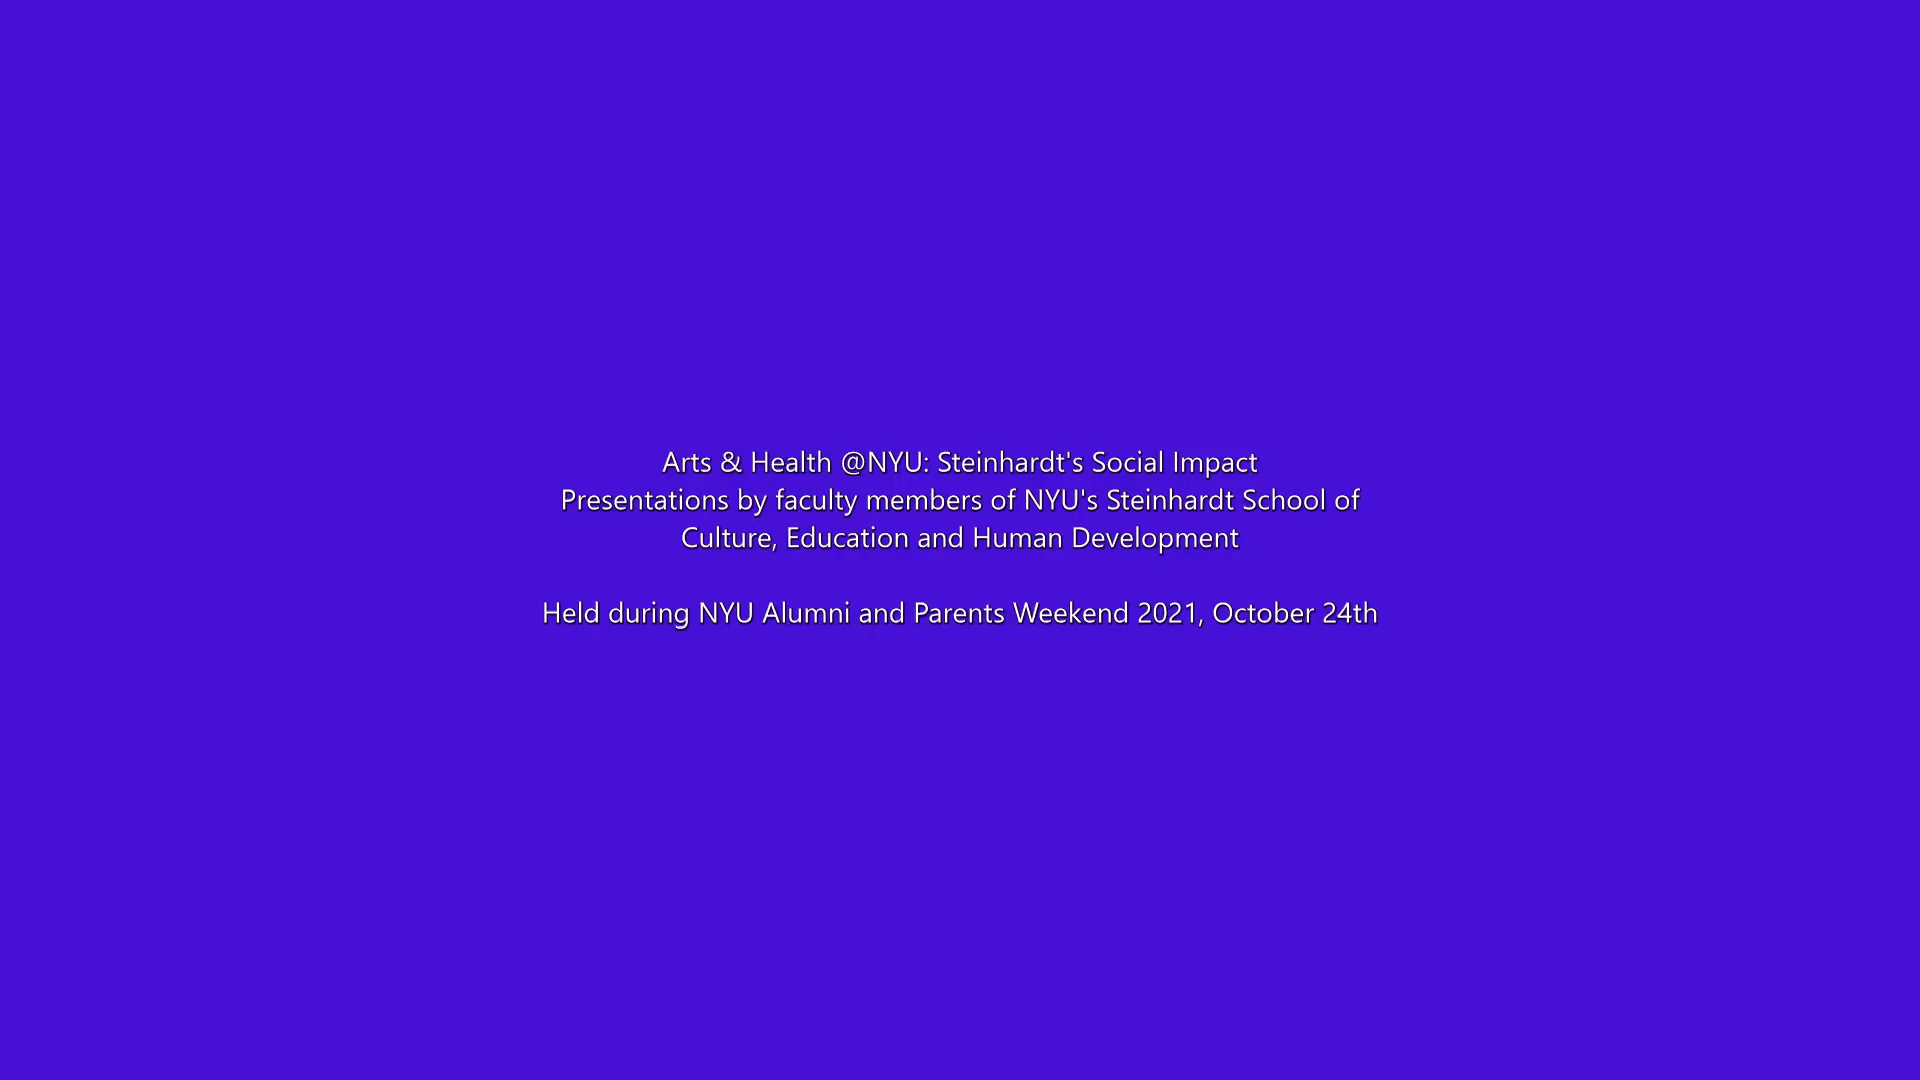 Arts & Health @NYU: Steinhardt's Social Impact
Presentations by faculty members of NYU's Steinhardt School of
Culture, Education and Human Development
Held during NYU Alumni and Parents Weekend 2021, October 24th